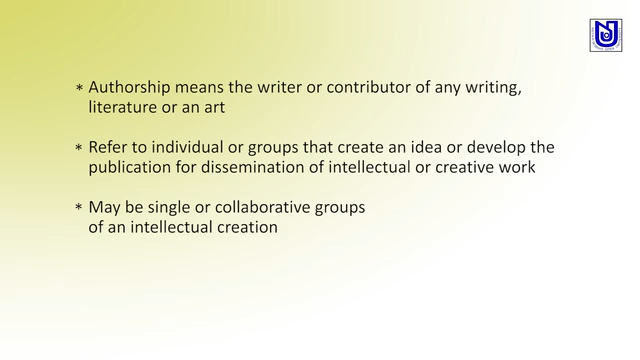 * Authorship means the writer or contributor of any writing,
literature or an art
* Refer to individual or groups that create an idea or develop the
publication for dissemination of intellectual or creative work
* May be single or collaborative groups
of an intellectual creation